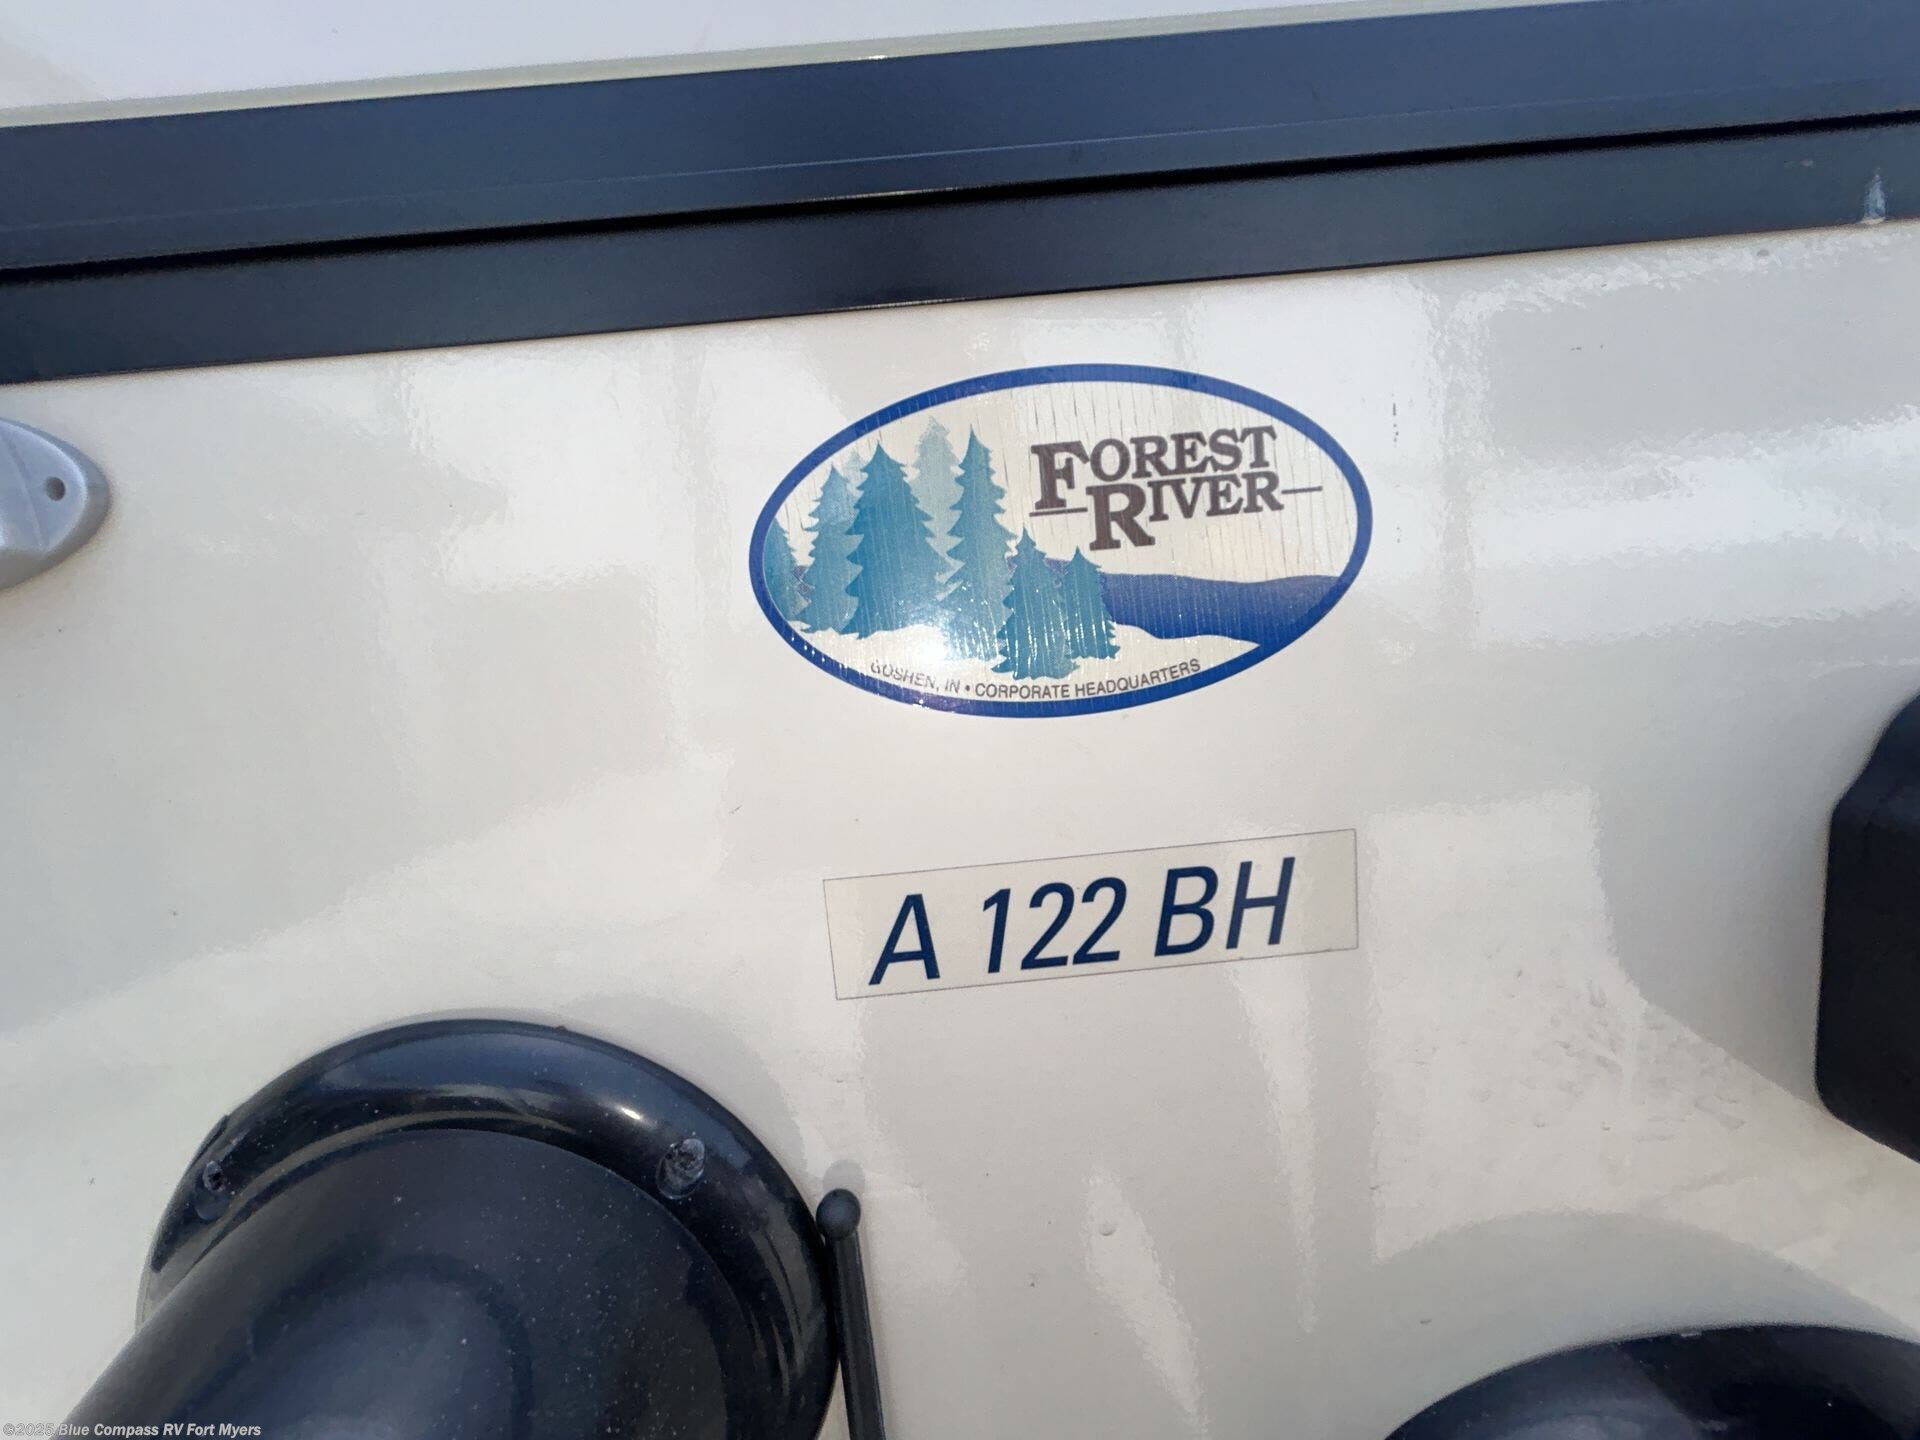 FOREST
RIVER
GOSHEN, IN • CORPORATE HEADQUARTERS
A 122 BH
©2025 Blue Compass RV Fort Myers